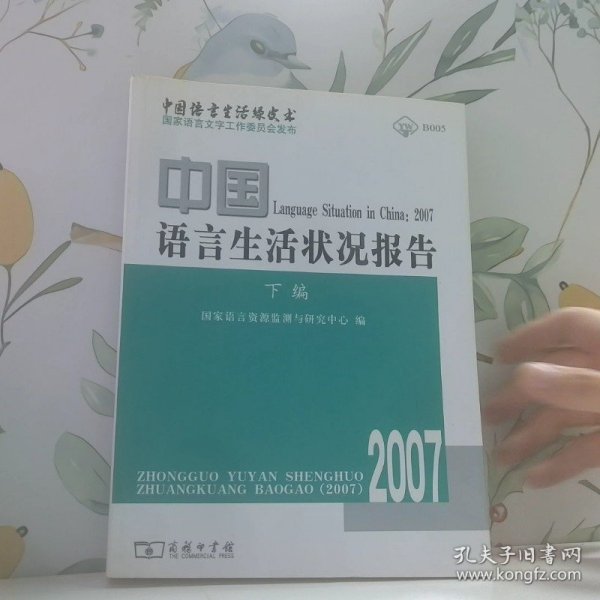 中国语言生活绿皮书
国家语言文字工作委员会发布
YW
B005
中国
Language Situation in China: 2007
语言生活状况报告
下编
国家语言资源监测与研究中心 编
2007
ZHONGGUO YUYAN SHENGHUO
ZHUANGKUANG BAOGAO (2007)
商务印书馆
THE COMMERCIAL PRESS
孔夫子旧书网
www.kongfz.com